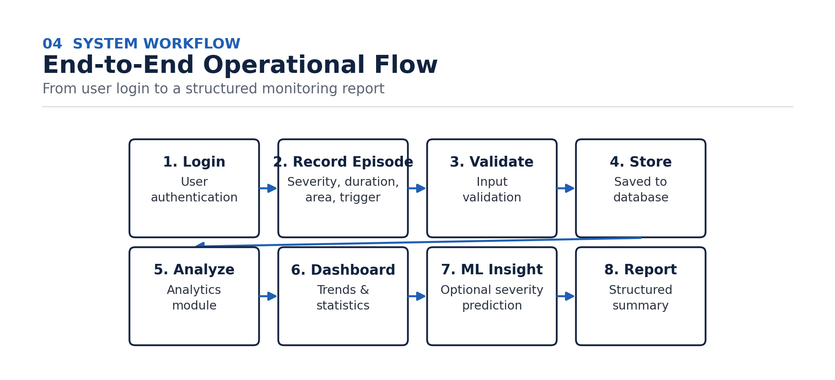 04 SYSTEM WORKFLOW
End-to-End Operational Flow
From user login to a structured monitoring report
1. Login
User
authentication
2. Record Episode
Severity, duration,
area, trigger
3. Validate
Input
validation
4. Store
Saved to
database
5. Analyze
Analytics
module
6. Dashboard
Trends &
statistics
7. ML Insight
Optional severity
prediction
8. Report
Structured
summary